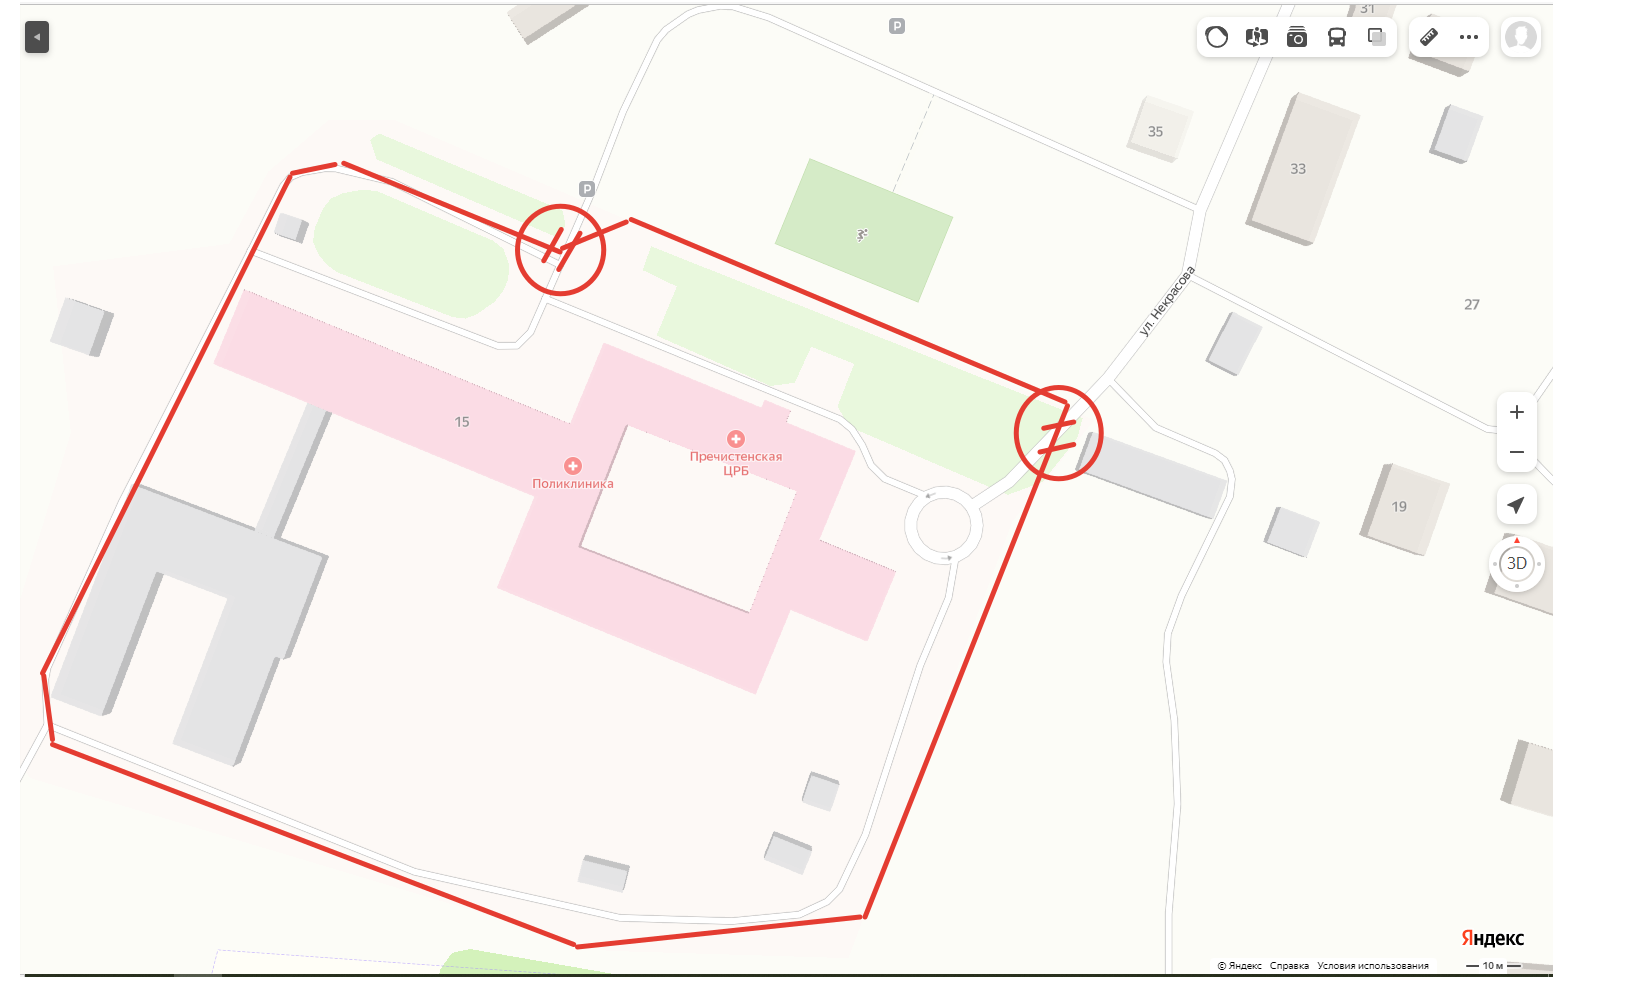 P
31
35
33
P
27
ул. Некрасова
15
Пречистенская
ЦРБ
Поликлиника
19
3D
Яндекс
© Яндекс Справка Условия использования
10 м